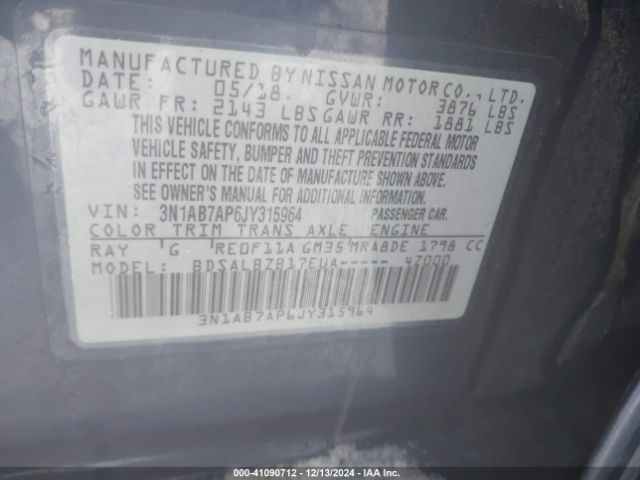 MANUFACTURED BY NISSAN MOTOR CO., LTD.
DATE: 05/18. GVWR: 3876 LBS
GAWR FR: 2143 LBS GAWR RR: 1881 LBS
THIS VEHICLE CONFORMS TO ALL APPLICABLE FEDERAL MOTOR
VEHICLE SAFETY, BUMPER AND THEFT PREVENTION STANDARDS
IN EFFECT ON THE DATE OF MANUFACTURE SHOWN ABOVE.
SEE OWNER'S MANUAL FOR ADDITIONAL INFORMATION.
VIN: 3N1AB7AP6JY315964 PASSENGER CAR.
COLOR TRIM TRANS AXLE ENGINE
RAY G RE0F11A GM35 MRA8DE 1798 CC
MODEL: BDSALBZB17EUA----- 4Z000
3N1AB7AP6JY315964
000-41090712 | 12/13/2024 - IAA Inc.